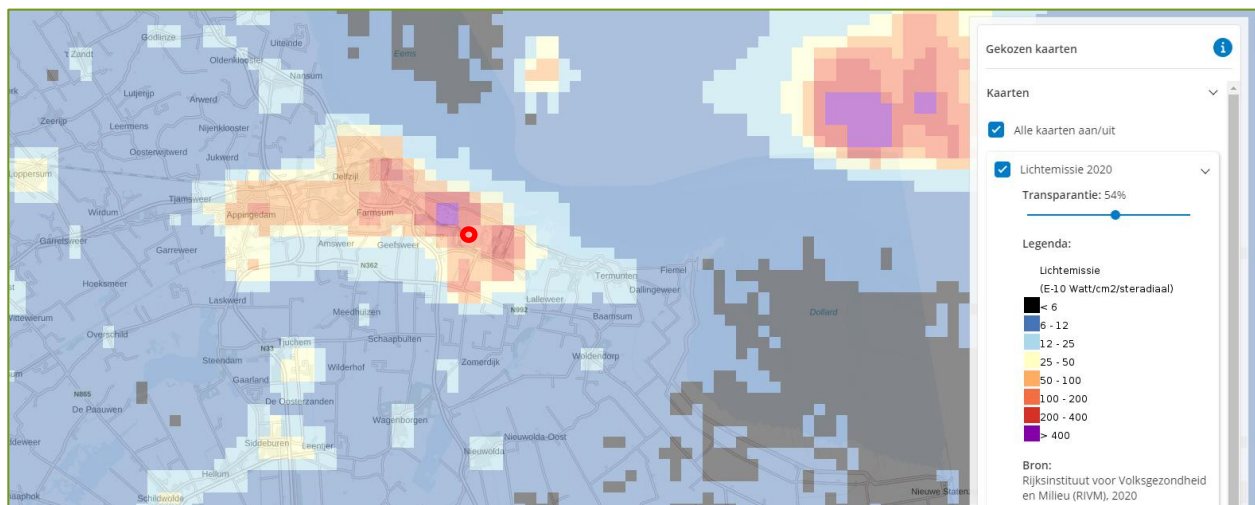 Godlinze
Uiteinde
't Zandt
Oldenklooster
Eems
Nansum
Lutjerijp
Arwerd
Zeerijp
Leermens
Nijenklooster
Oosterwijtwerd
Jukwerd
Loppersum
Delfzijl
Tjamsweer
Wirdum
Appingedam
Farmsum
Garrelsweer
Garreweer
Amsweer
Geefsweer
N362
Hoeksmeer
Termunten
Fiemel
Dallingeweer
Laskwerd
Lalleweer
Wittewierum
Meedhuizen
N992
Baamsum
Dollard
Overschild
Tjuchem
Schaapbulten
N33
Steendam
Wilderhof
Zomerdijk
Woldendorp
Gaarland
N865
De Paauwen
De Oosterzanden
Wagenborgen
Siddeburen
Leentjer
Nieuwolda-Oost
Nieuwolda
Hellum
Schildwolde
Nieuwe Staten
Gekozen kaarten
i
Kaarten
Alle kaarten aan/uit
Lichtemissie 2020
Transparantie: 54%
Legenda:
Lichtemissie
(E-10 Watt/cm2/steradiaal)
< 6
6 - 12
12 - 25
25 - 50
50 - 100
100 - 200
200 - 400
> 400
Bron:
Rijksinstituut voor Volksgezondheid
en Milieu (RIVM), 2020